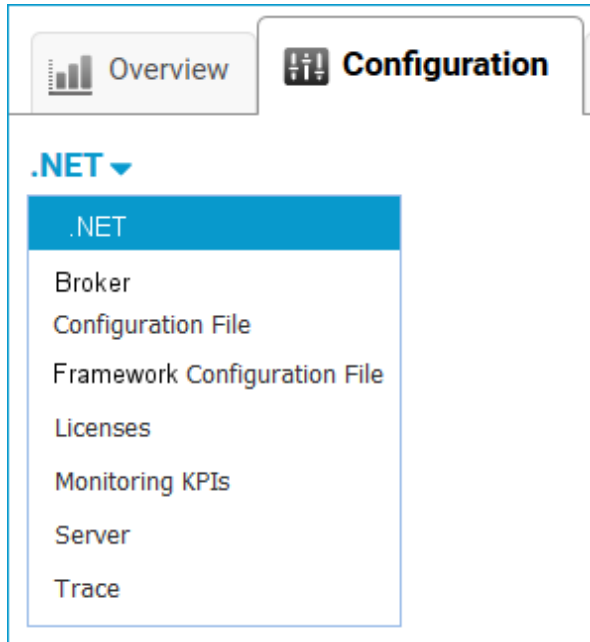 Overview
Configuration
.NET
.NET
Broker
Configuration File
Framework Configuration File
Licenses
Monitoring KPIs
Server
Trace